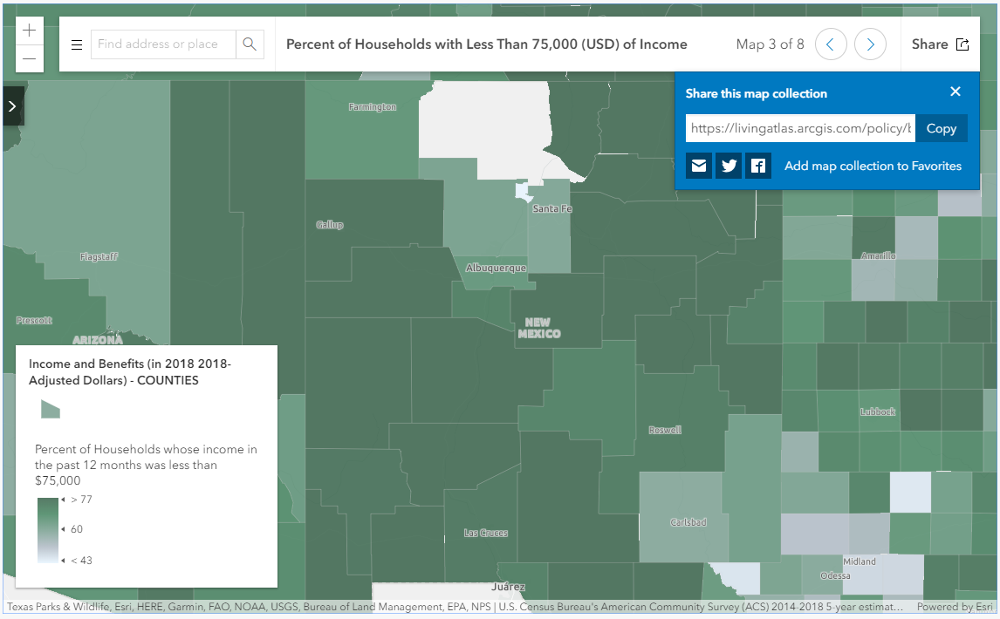 +
−
Find address or place
Percent of Households with Less Than 75,000 (USD) of Income
Map 3 of 8
Share
Share this map collection
https://livingatlas.arcgis.com/policy/b
Copy
Add map collection to Favorites
Farmington
Santa Fe
Gallup
Flagstaff
Albuquerque
Amarillo
Prescott
ARIZONA
NEW
MEXICO
Income and Benefits (in 2018 2018-
Adjusted Dollars) - COUNTIES
Percent of Households whose income in
the past 12 months was less than
$75,000
> 77
60
< 43
Lubbock
Roswell
Carlsbad
Las Cruces
Midland
Odessa
Juárez
Texas Parks & Wildlife, Esri, HERE, Garmin, FAO, NOAA, USGS, Bureau of Land Management, EPA, NPS | U.S. Census Bureau's American Community Survey (ACS) 2014-2018 5-year estimat...
Powered by Esri